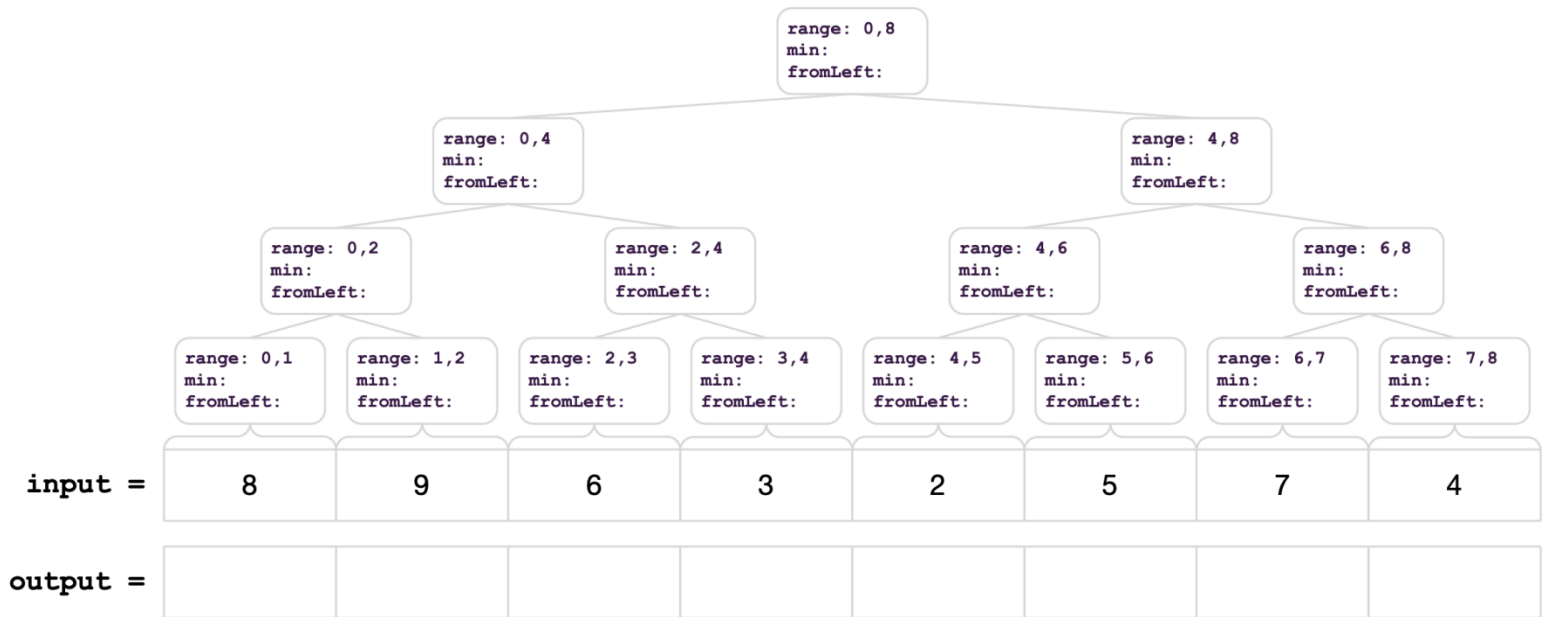 range: 0,8
min:
fromLeft:
range: 0,4
min:
fromLeft:
range: 4,8
min:
fromLeft:
range: 0,2
min:
fromLeft:
range: 2,4
min:
fromLeft:
range: 4,6
min:
fromLeft:
range: 6,8
min:
fromLeft:
range: 0,1
min:
fromLeft:
range: 1,2
min:
fromLeft:
range: 2,3
min:
fromLeft:
range: 3,4
min:
fromLeft:
range: 4,5
min:
fromLeft:
range: 5,6
min:
fromLeft:
range: 6,7
min:
fromLeft:
range: 7,8
min:
fromLeft:
input = 8 9 6 3 2 5 7 4
output =